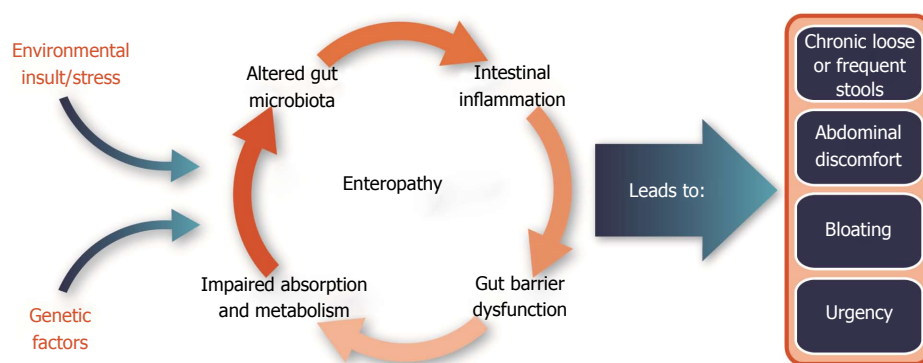 Environmental
insult/stress
Genetic
factors
Altered gut
microbiota
Intestinal
inflammation
Enteropathy
Impaired absorption
and metabolism
Gut barrier
dysfunction
Leads to:
Chronic loose
or frequent
stools
Abdominal
discomfort
Bloating
Urgency